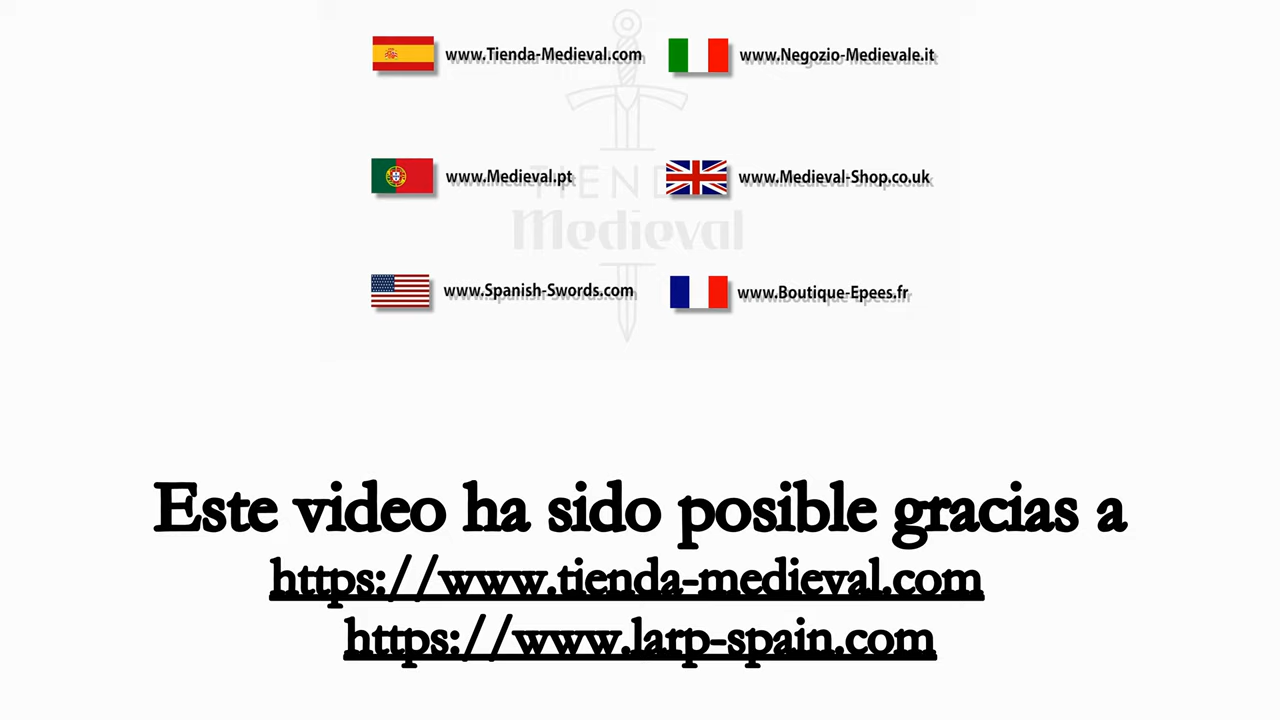 www.Tienda-Medieval.com
www.Negozio-Medievale.it
www.Medieval.pt
www.Medieval-Shop.co.uk
TIENDA
Medieval
www.Spanish-Swords.com
www.Boutique-Epees.fr
Este video ha sido posible gracias a
https://www.tienda-medieval.com
https://www.larp-spain.com